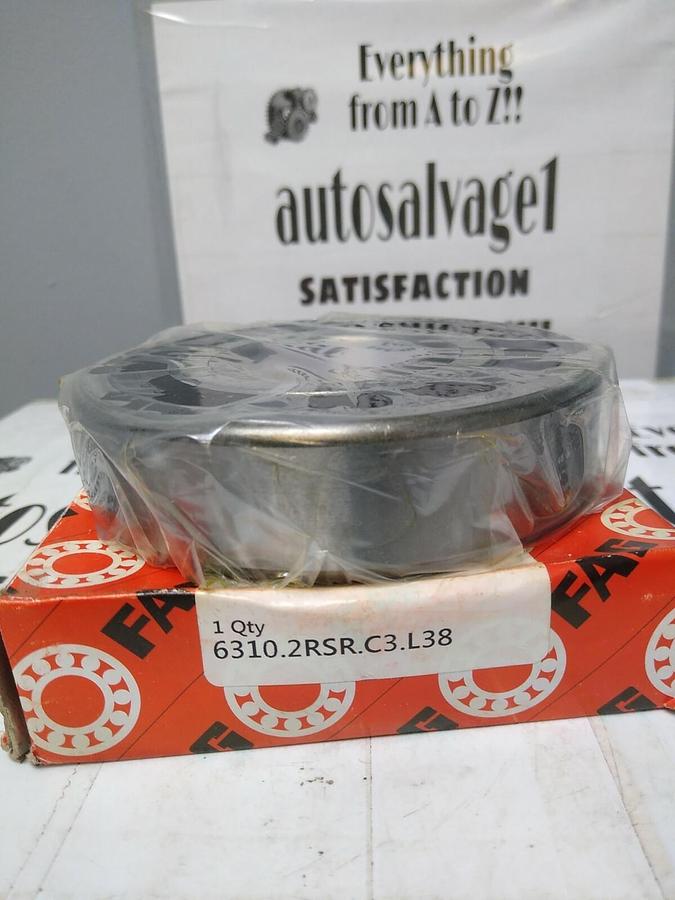 Everything
from A to Z!!
autosalvage1
SATISFACTION
1 Qty
6310.2RSR.C3.L38
FAG
FAG